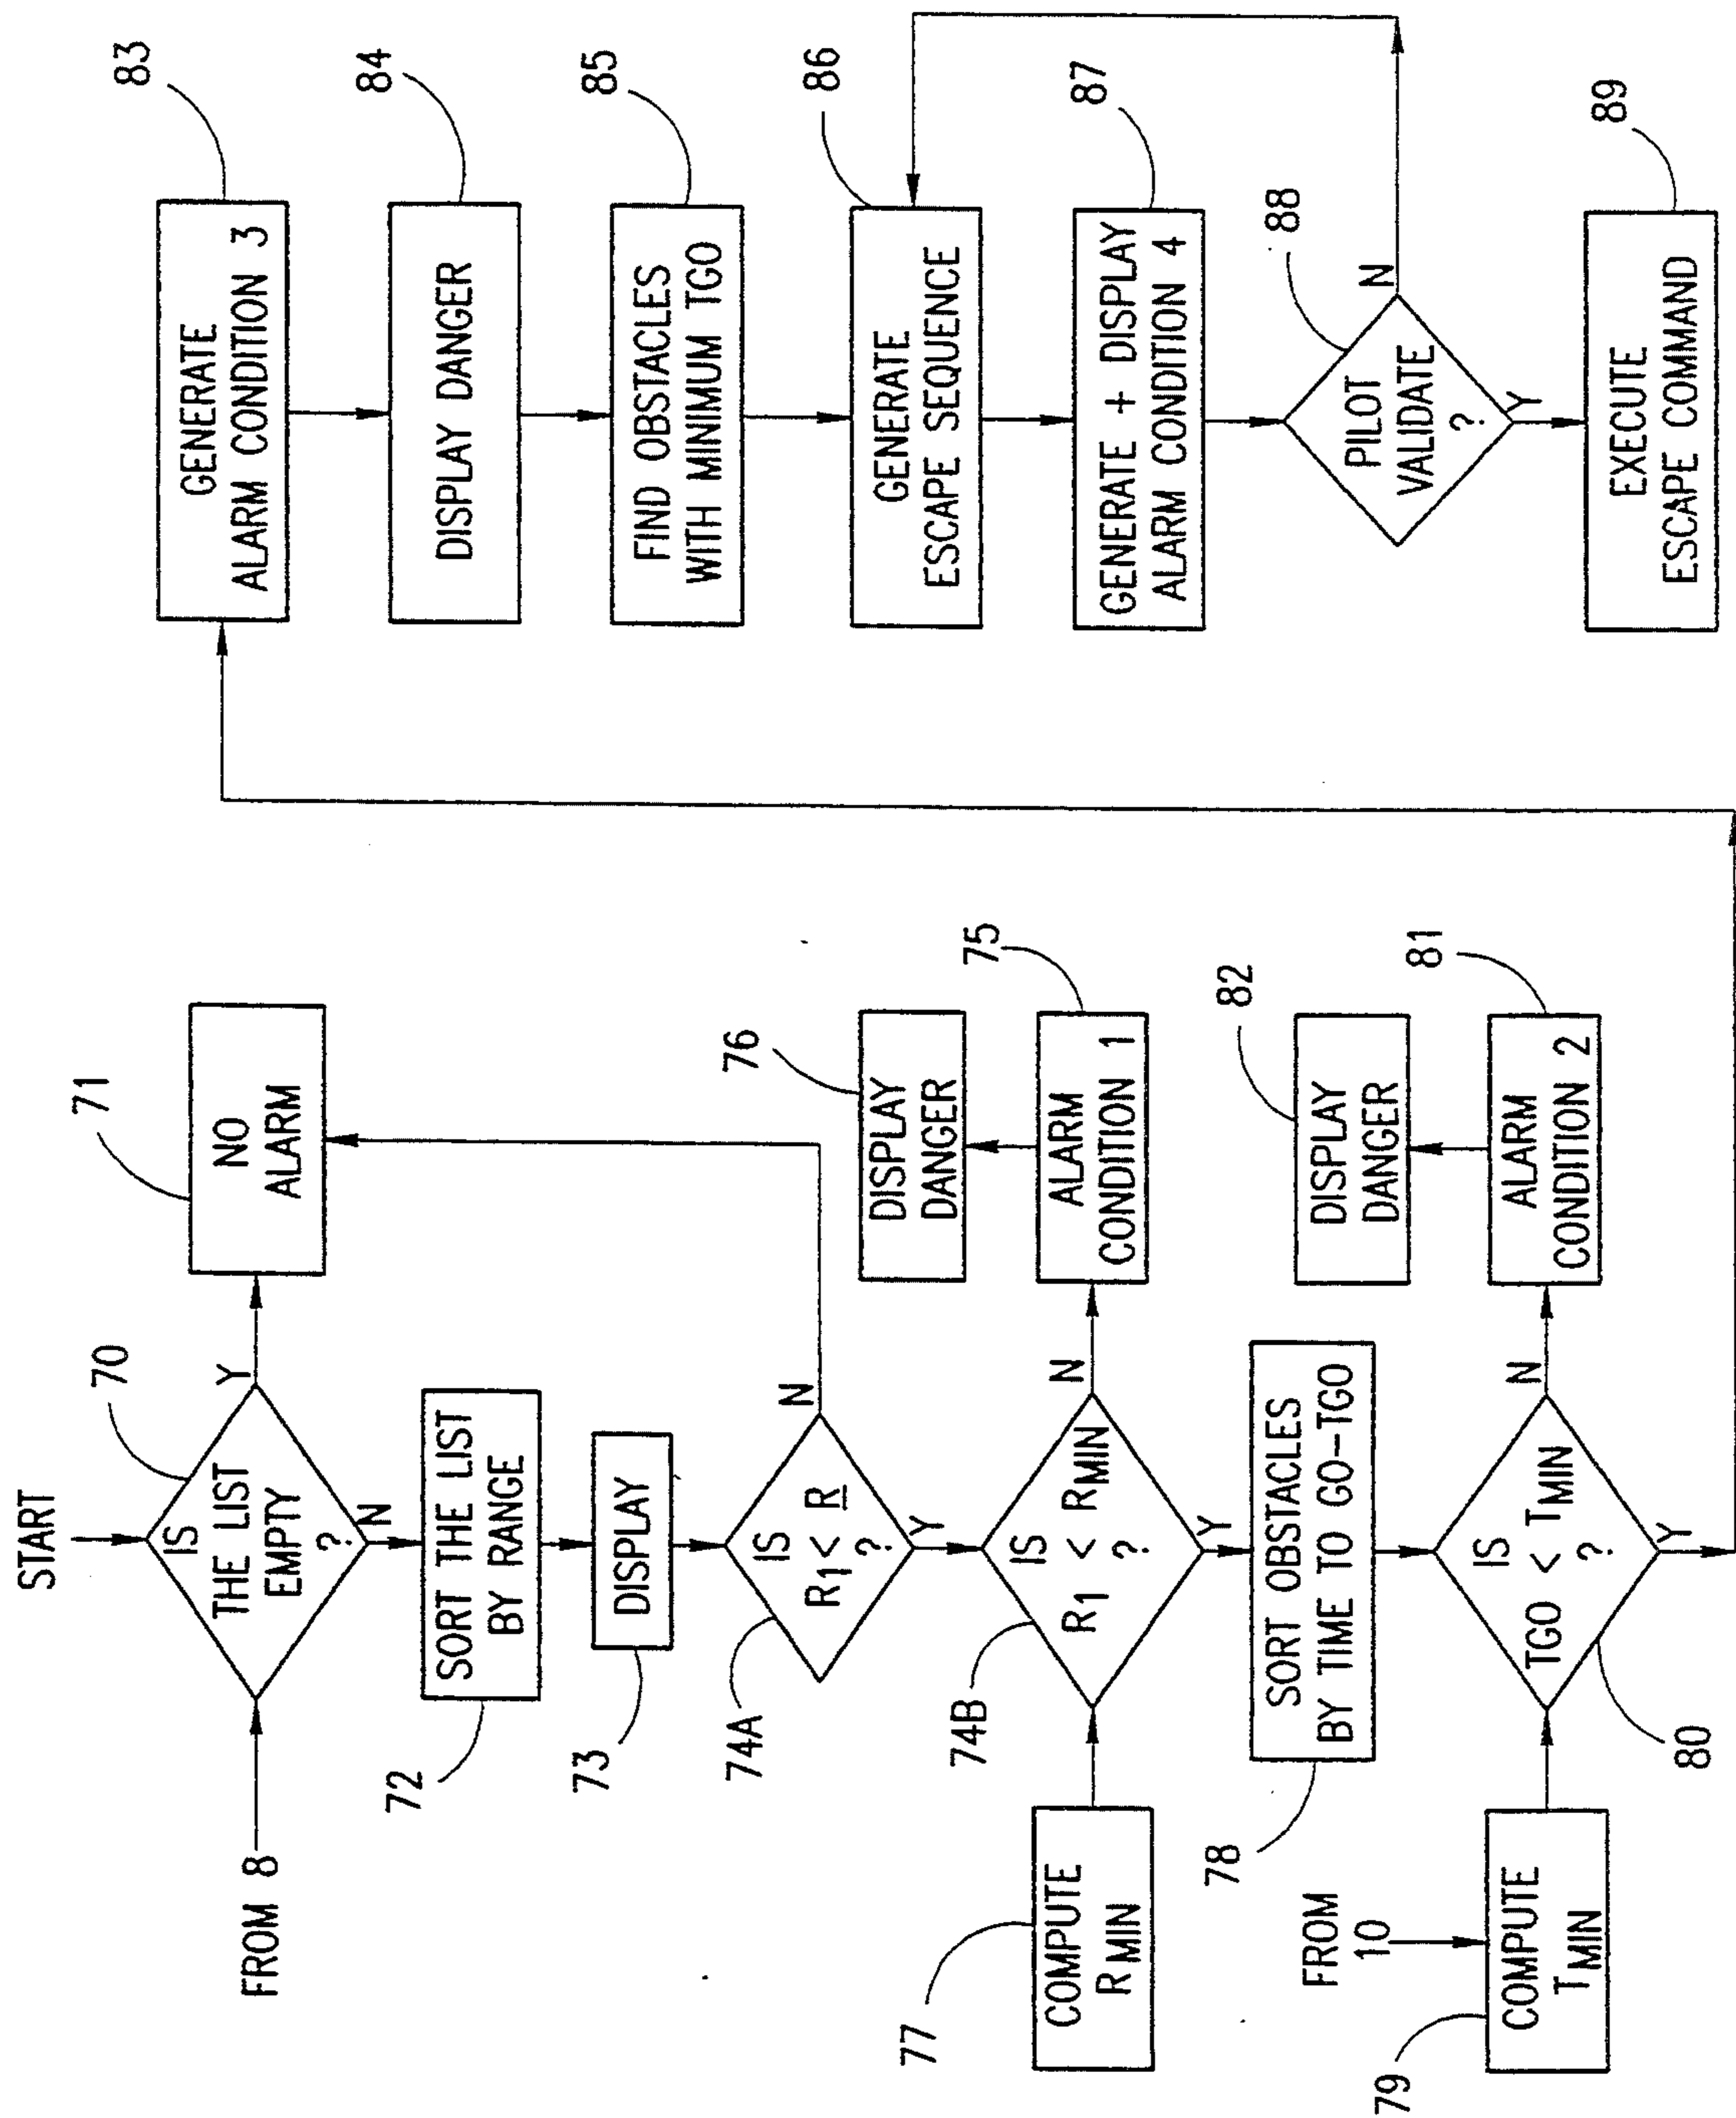 START
FROM 8
IS
THE LIST
EMPTY
?
70
Y
N
NO
ALARM
71
SORT THE LIST
BY RANGE
72
DISPLAY
73
IS
R1 < R
?
74A
N
Y
IS
R1 < RMIN
?
74B
N
Y
COMPUTE
RMIN
77
ALARM
CONDITION 1
75
DISPLAY
DANGER
76
SORT OBSTACLES
BY TIME TO GO-TGO
78
FROM
10
COMPUTE
TMIN
79
IS
TGO < TMIN
?
80
N
Y
ALARM
CONDITION 2
81
DISPLAY
DANGER
82
GENERATE
ALARM CONDITION 3
83
DISPLAY DANGER
84
FIND OBSTACLES
WITH MINIMUM TGO
85
GENERATE
ESCAPE SEQUENCE
86
GENERATE + DISPLAY
ALARM CONDITION 4
87
PILOT
VALIDATE
?
88
N
Y
EXECUTE
ESCAPE COMMAND
89